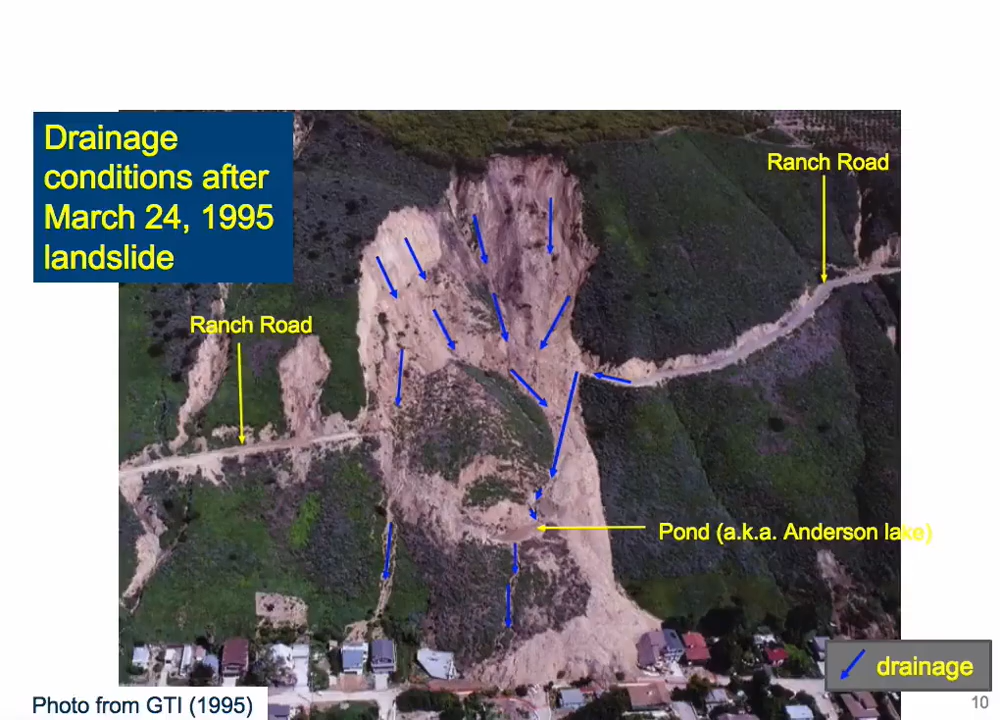 Drainage
conditions after
March 24, 1995
landslide
Ranch Road
Ranch Road
Pond (a.k.a. Anderson lake)
drainage
Photo from GTI (1995)
10